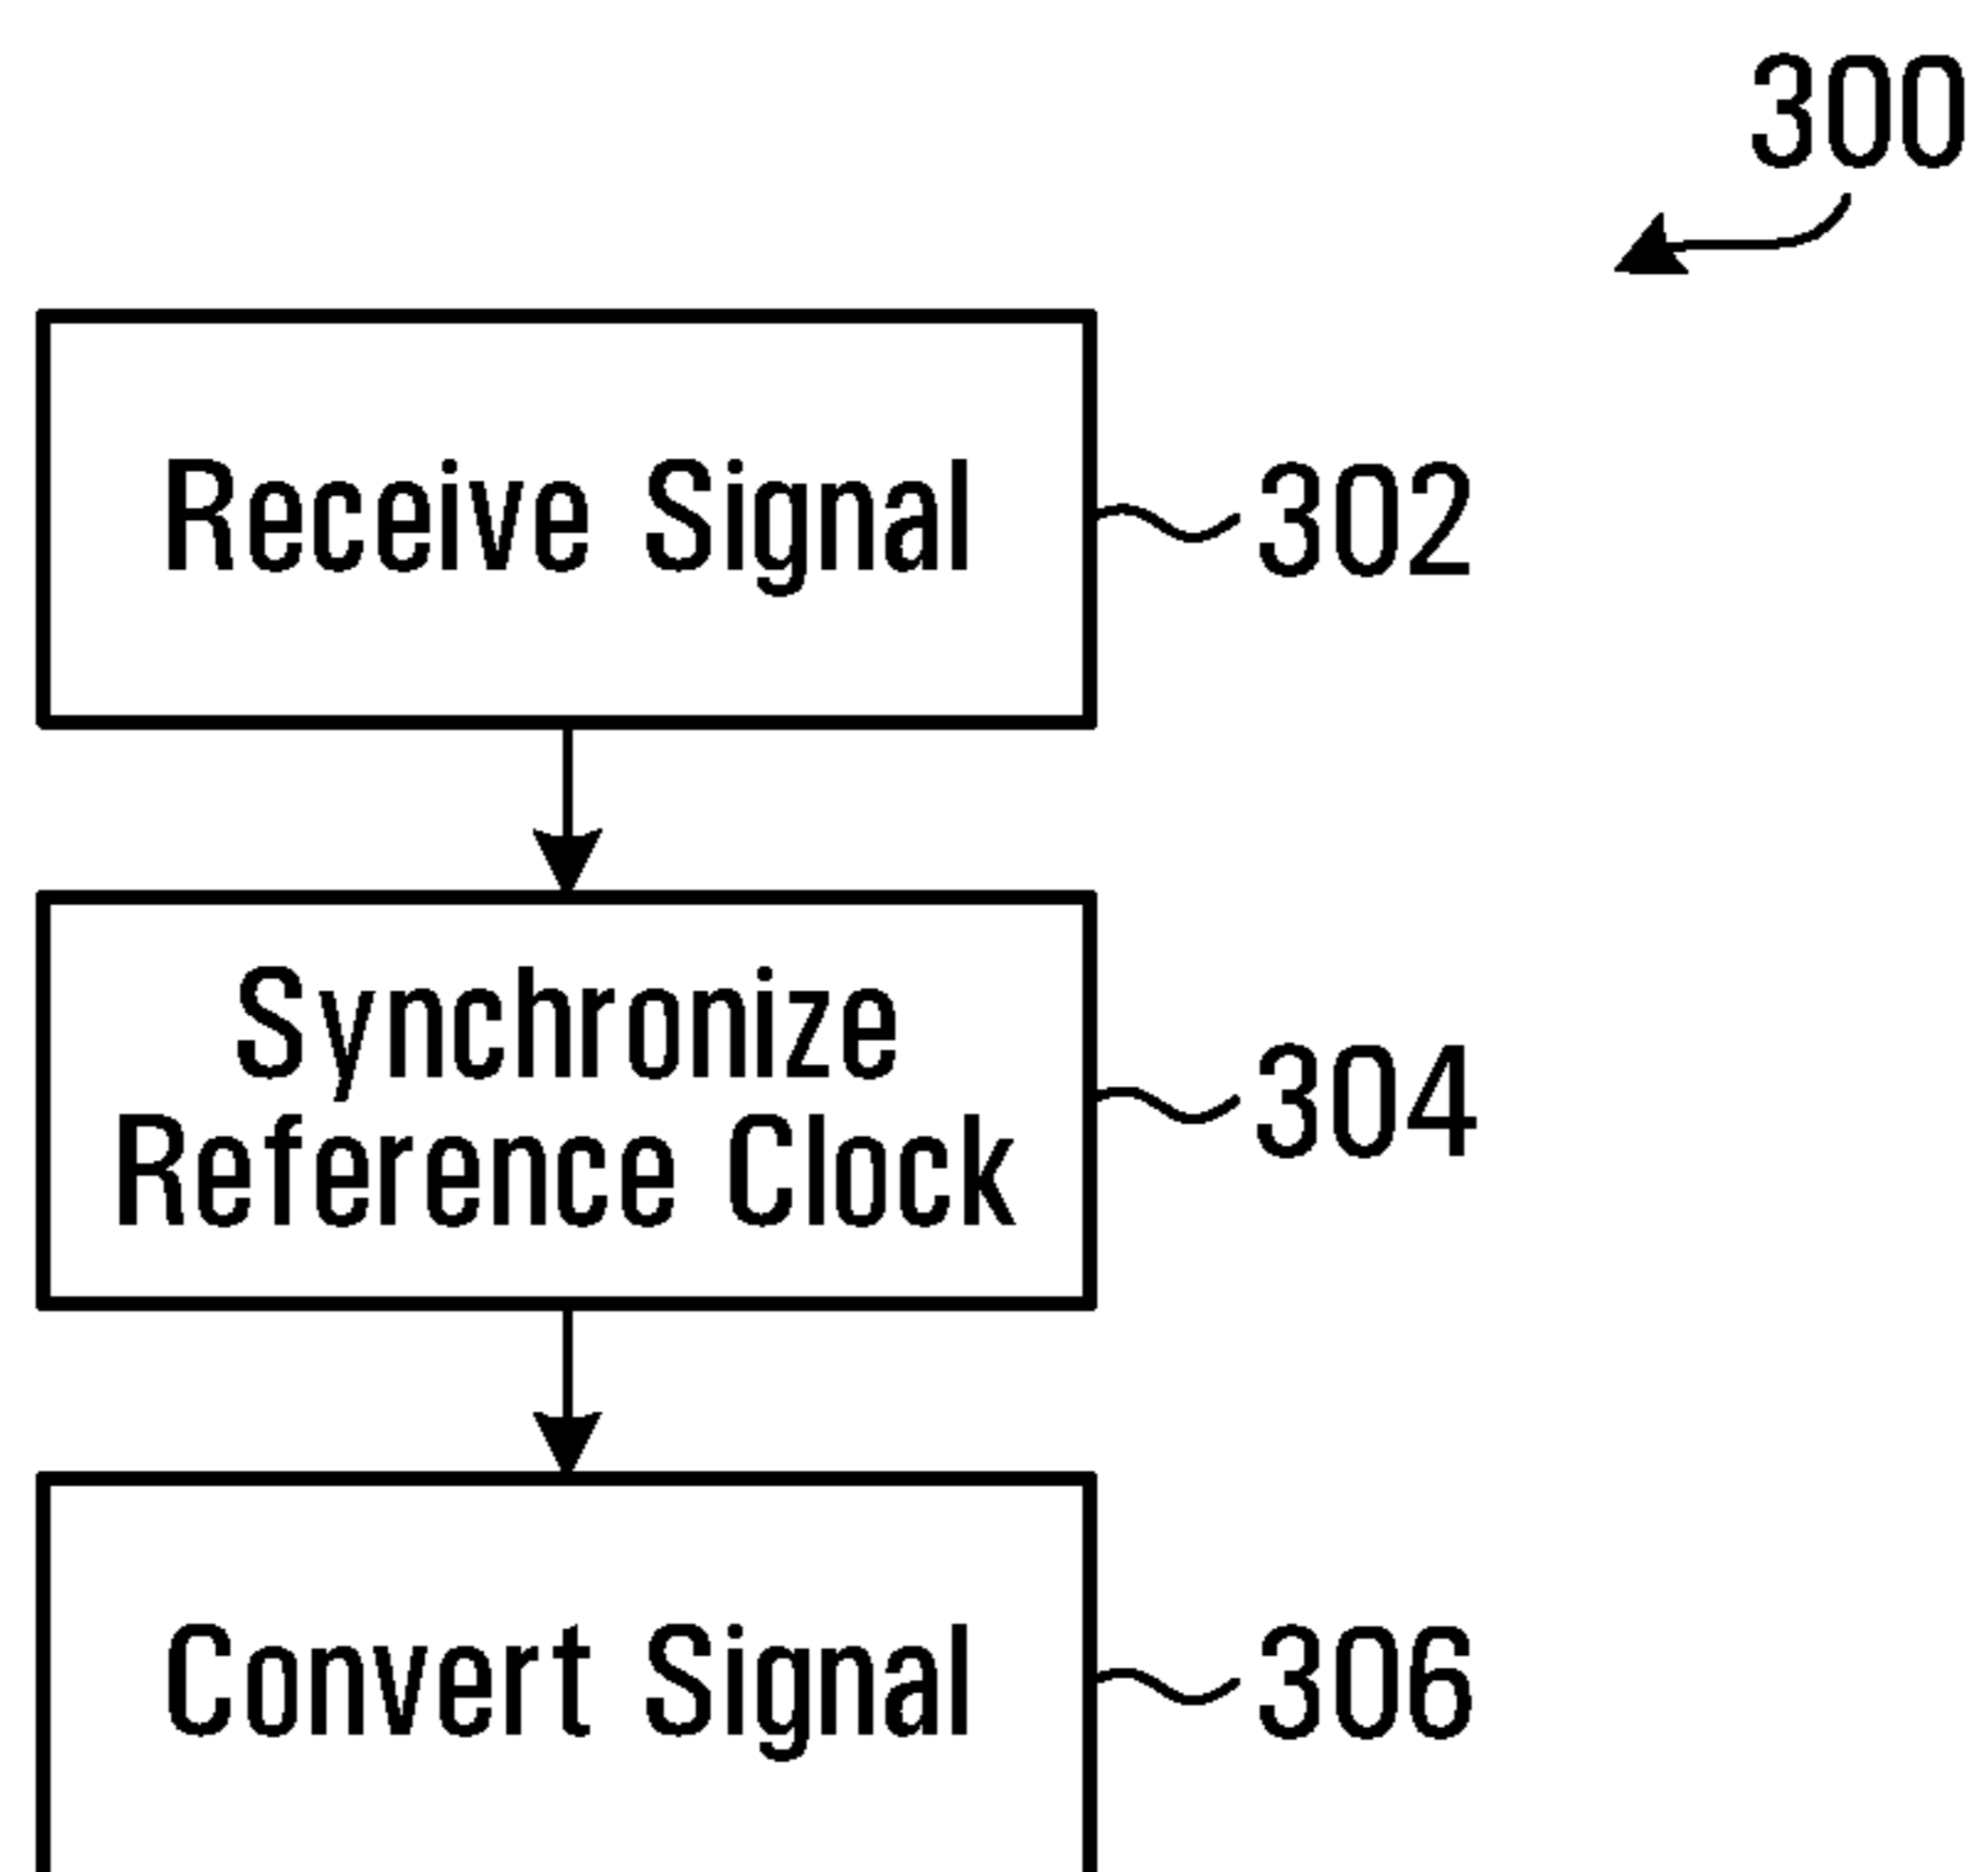 300
Receive Signal
302
Synchronize
Reference Clock
304
Convert Signal
306